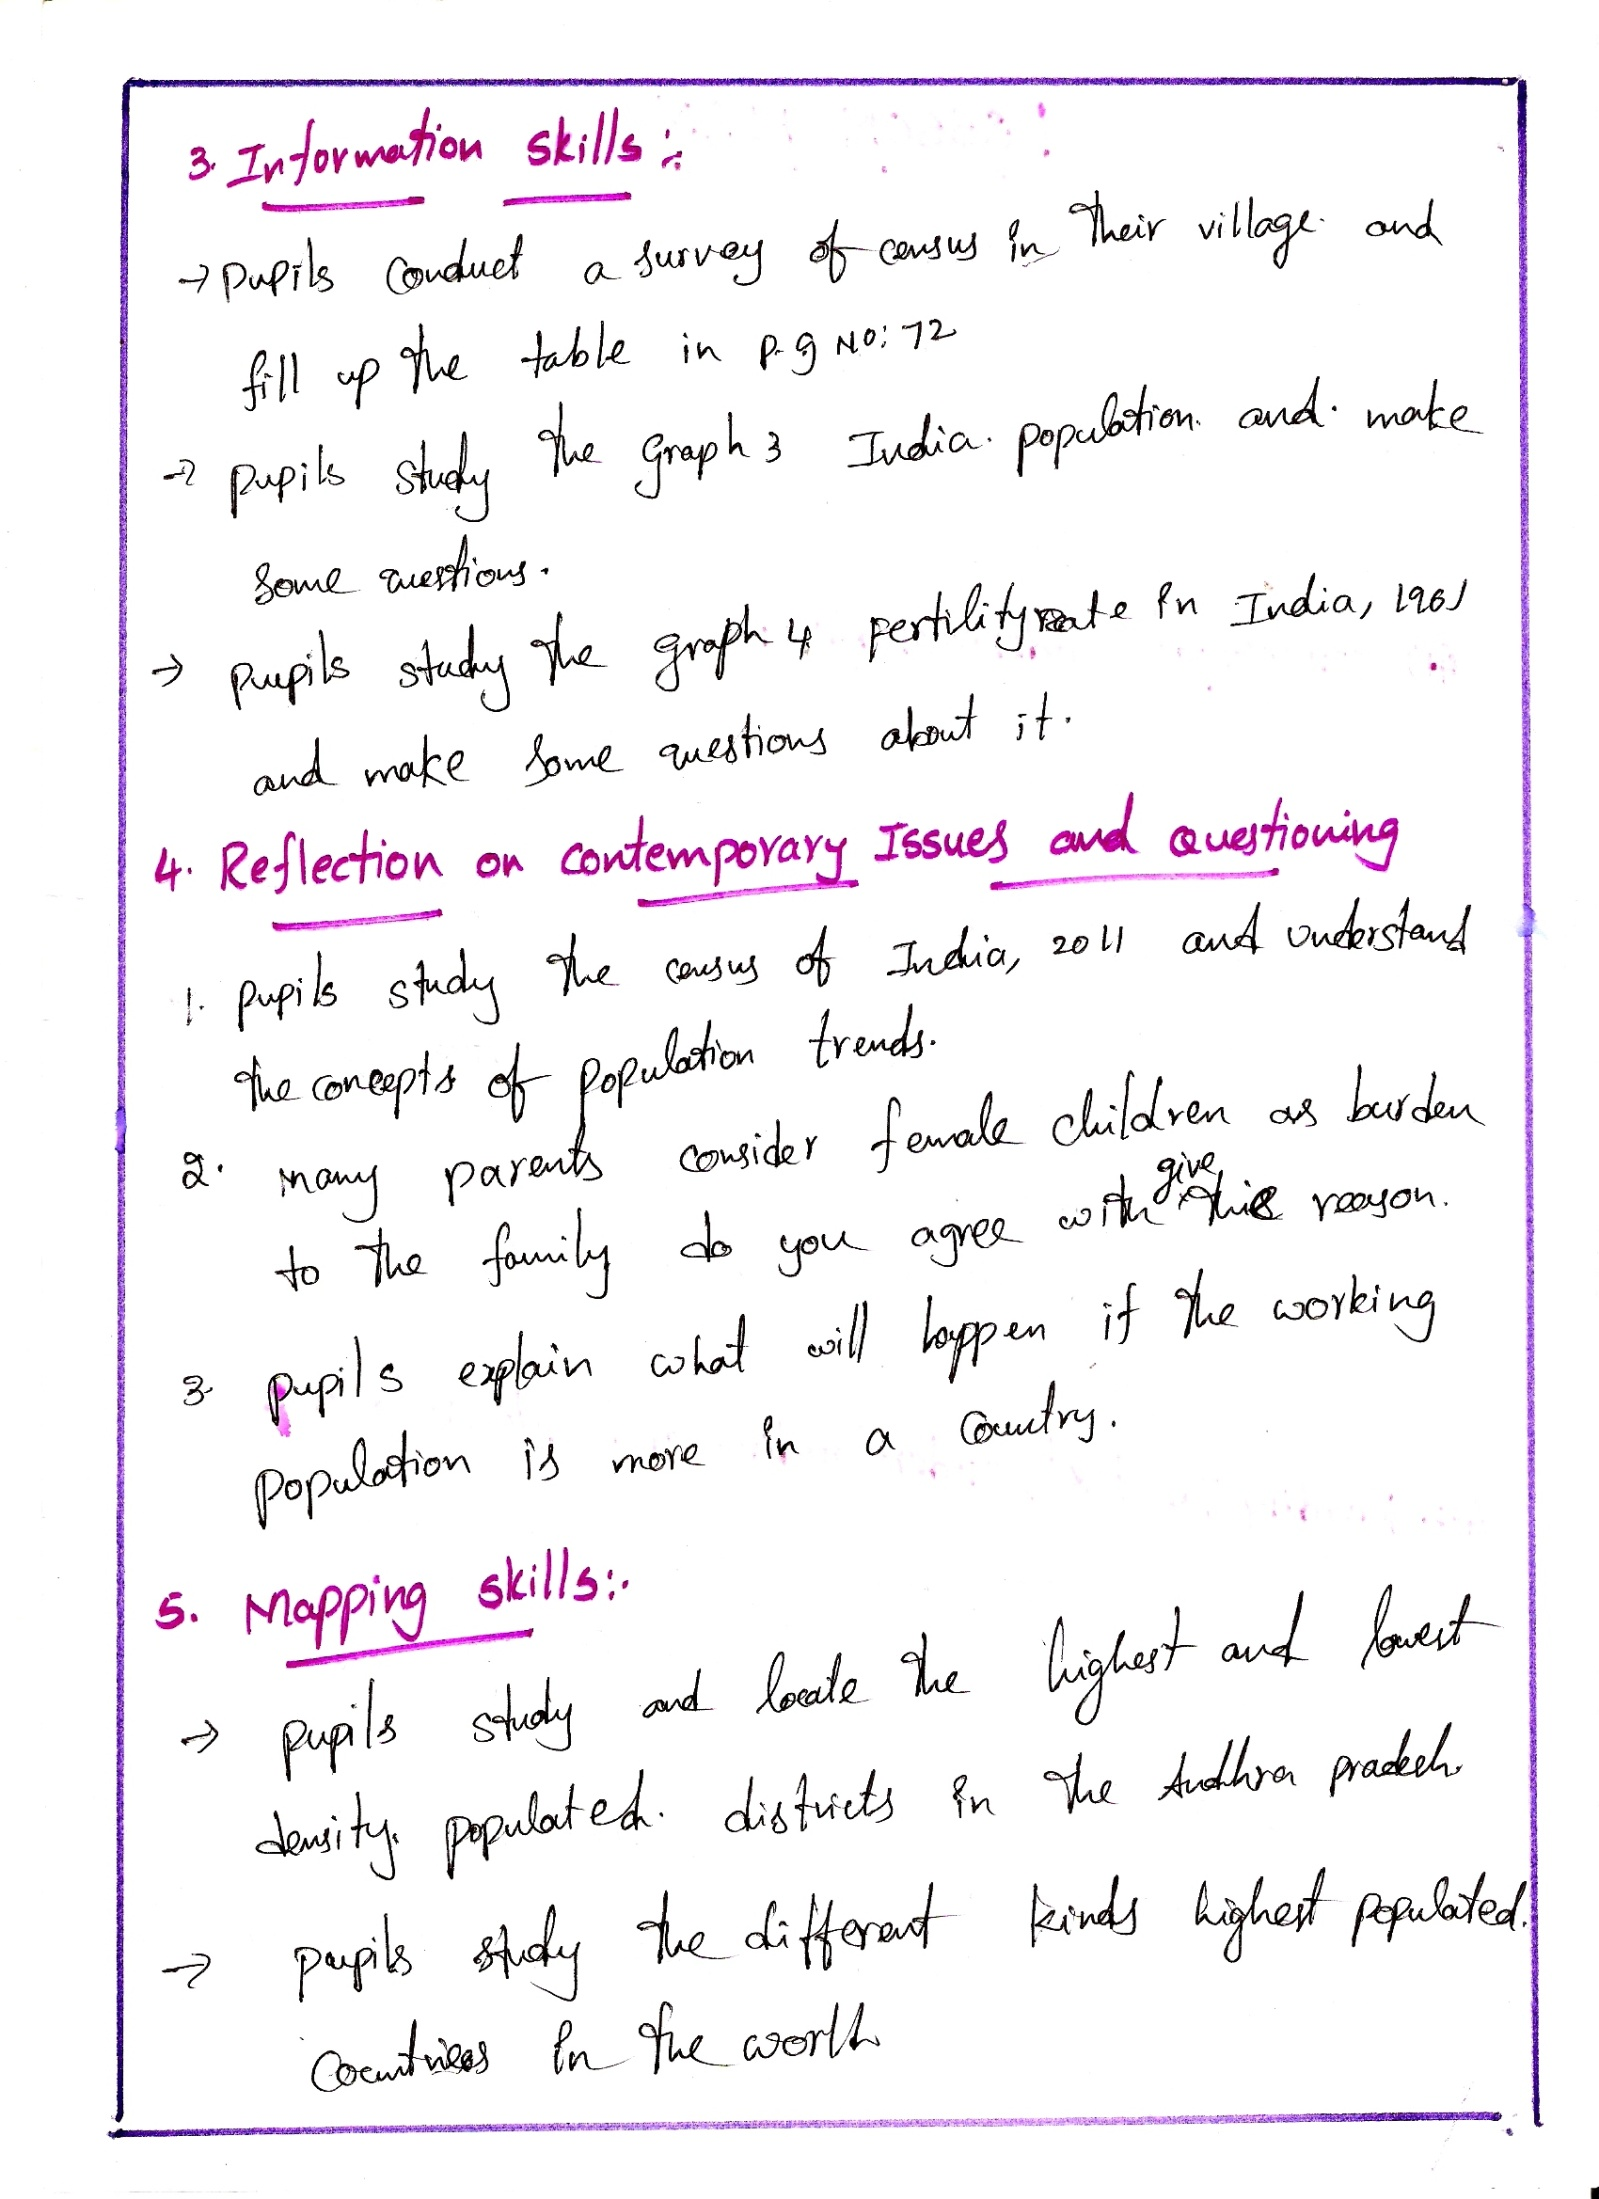 3. Information skills :-
→ Pupils Conduct a survey of census in their village. and
fill up the table in P.g NO: 72
→ pupils study the Graph 3 India. population. and. make
Some questions.
→ pupils study the graph 4 Fertility rate in India, 1961
and make Some questions about it.
4. Reflection on contemporary Issues and Questioning
1. pupils study the census of India, 2011 and understand
the concepts of population trends.
2. Many parents consider female children as burden
to the family do you agree with give this reason.
3. pupils explain what will happen if the working
population is more in a Country.
5. Mapping skills:-
→ pupils study and locate the highest and lowest
density. populated. districts in the Andhra pradesh.
→ pupils study the different kinds highest populated.
Countries in the world